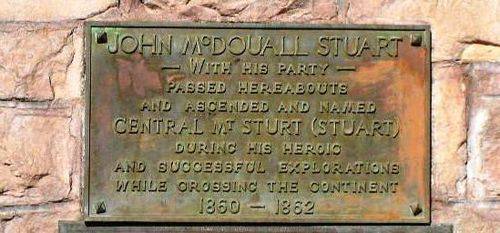 JOHN McDOUALL STUART
— WITH HIS PARTY —
PASSED HEREABOUTS
AND ASCENDED AND NAMED
CENTRAL MT STURT (STUART)
DURING HIS HEROIC
AND SUCCESSFUL EXPLORATIONS
WHILE CROSSING THE CONTINENT
1860 — 1862